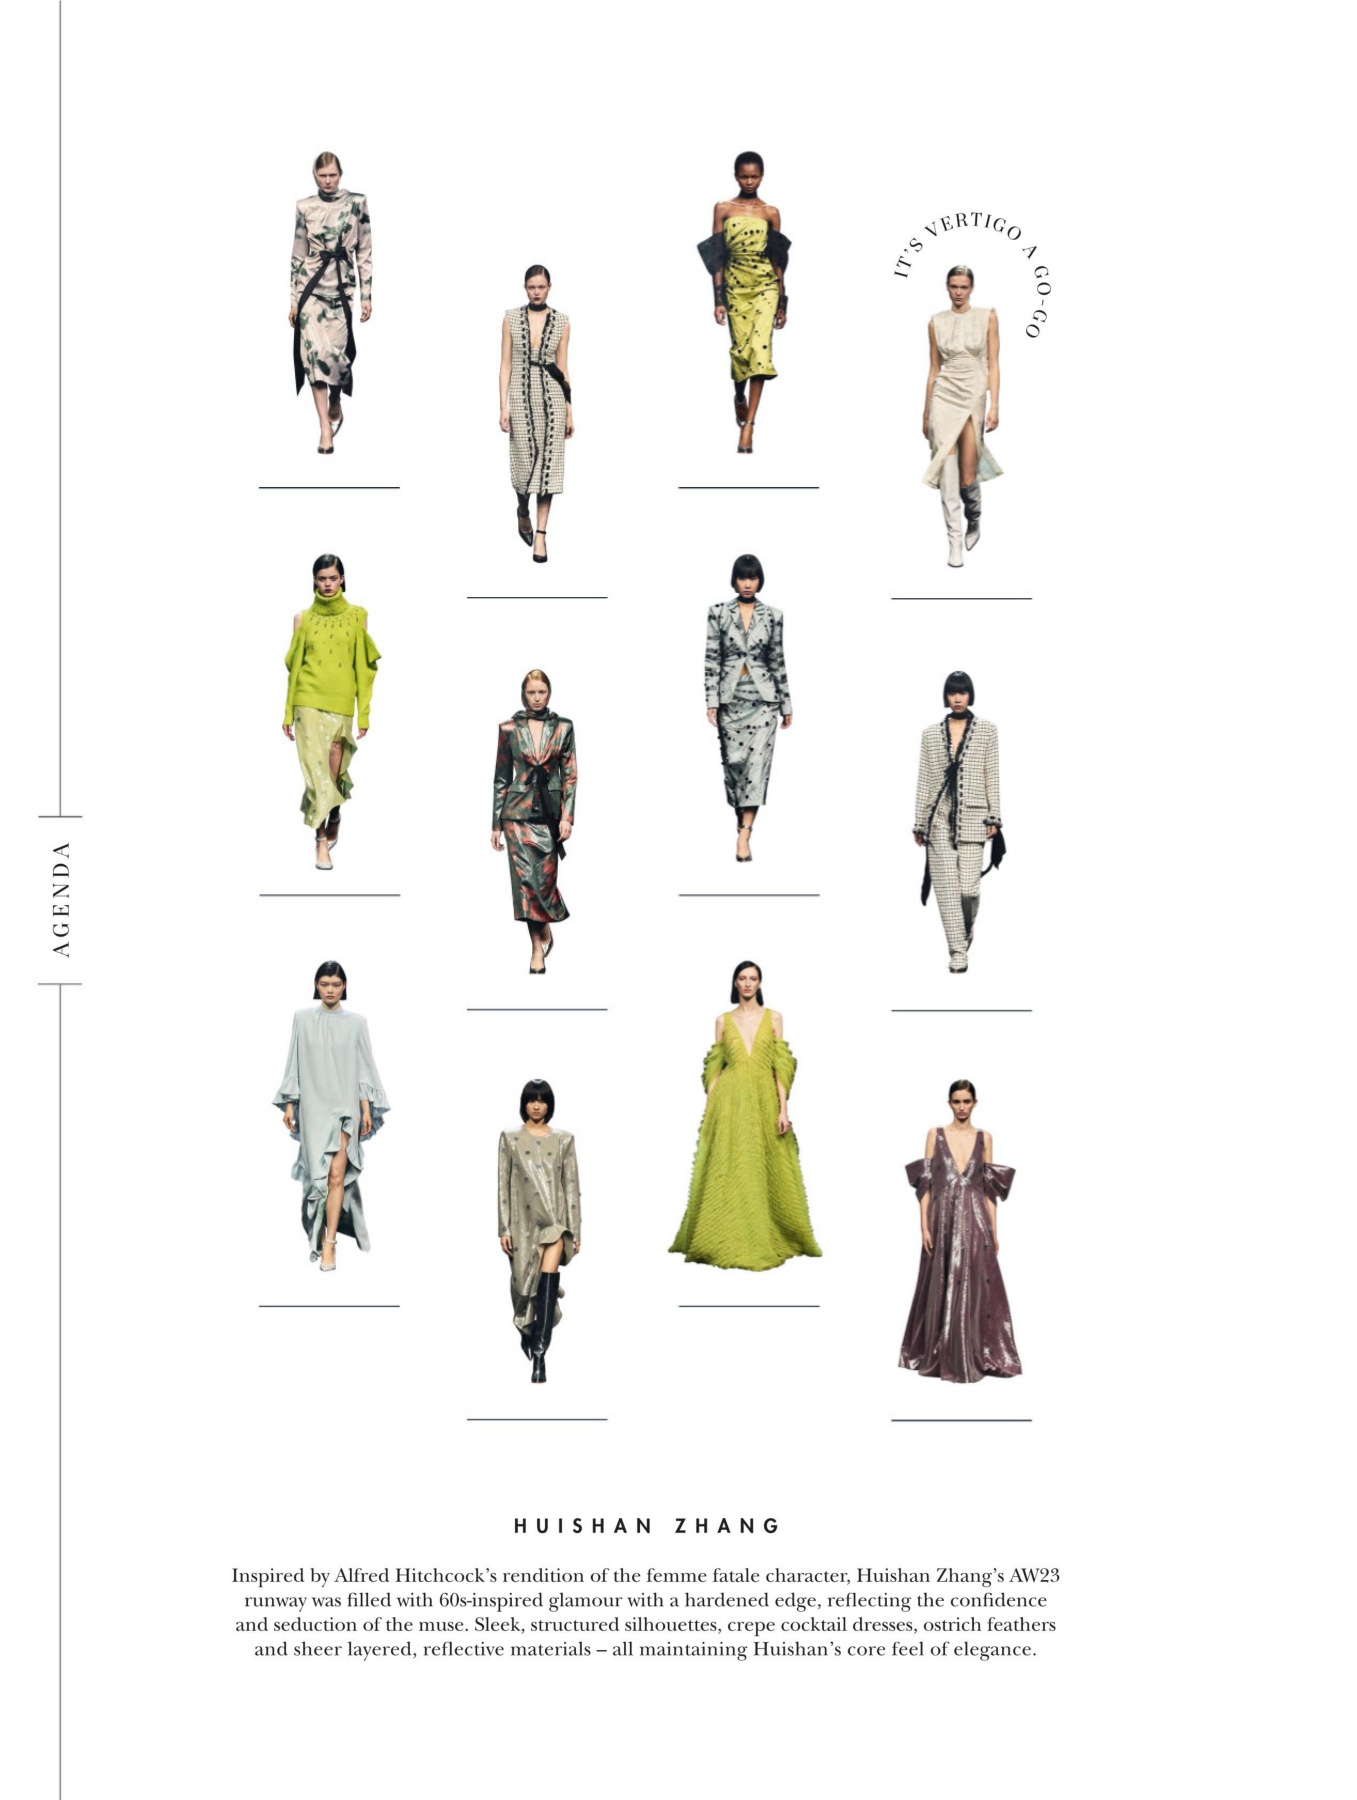 IT'S VERTIGO A GO-GO
AGENDA
HUISHAN ZHANG
Inspired by Alfred Hitchcock’s rendition of the femme fatale character, Huishan Zhang’s AW23
runway was filled with 60s-inspired glamour with a hardened edge, reflecting the confidence
and seduction of the muse. Sleek, structured silhouettes, crepe cocktail dresses, ostrich feathers
and sheer layered, reflective materials – all maintaining Huishan’s core feel of elegance.